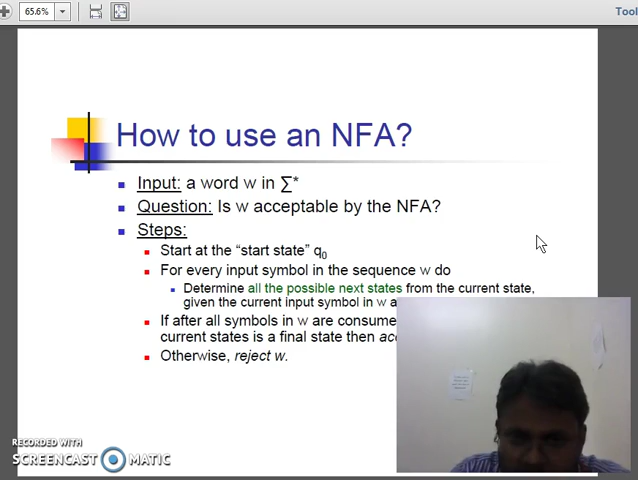 65.6%
Tool
How to use an NFA?
Input: a word w in ∑*
Question: Is w acceptable by the NFA?
Steps:
Start at the “start state” q0
For every input symbol in the sequence w do
Determine all the possible next states from the current state,
given the current input symbol in w
If after all symbols in w are
current states is a final state then
Otherwise, reject w.
RECORDED WITH
SCREENCAST MATIC